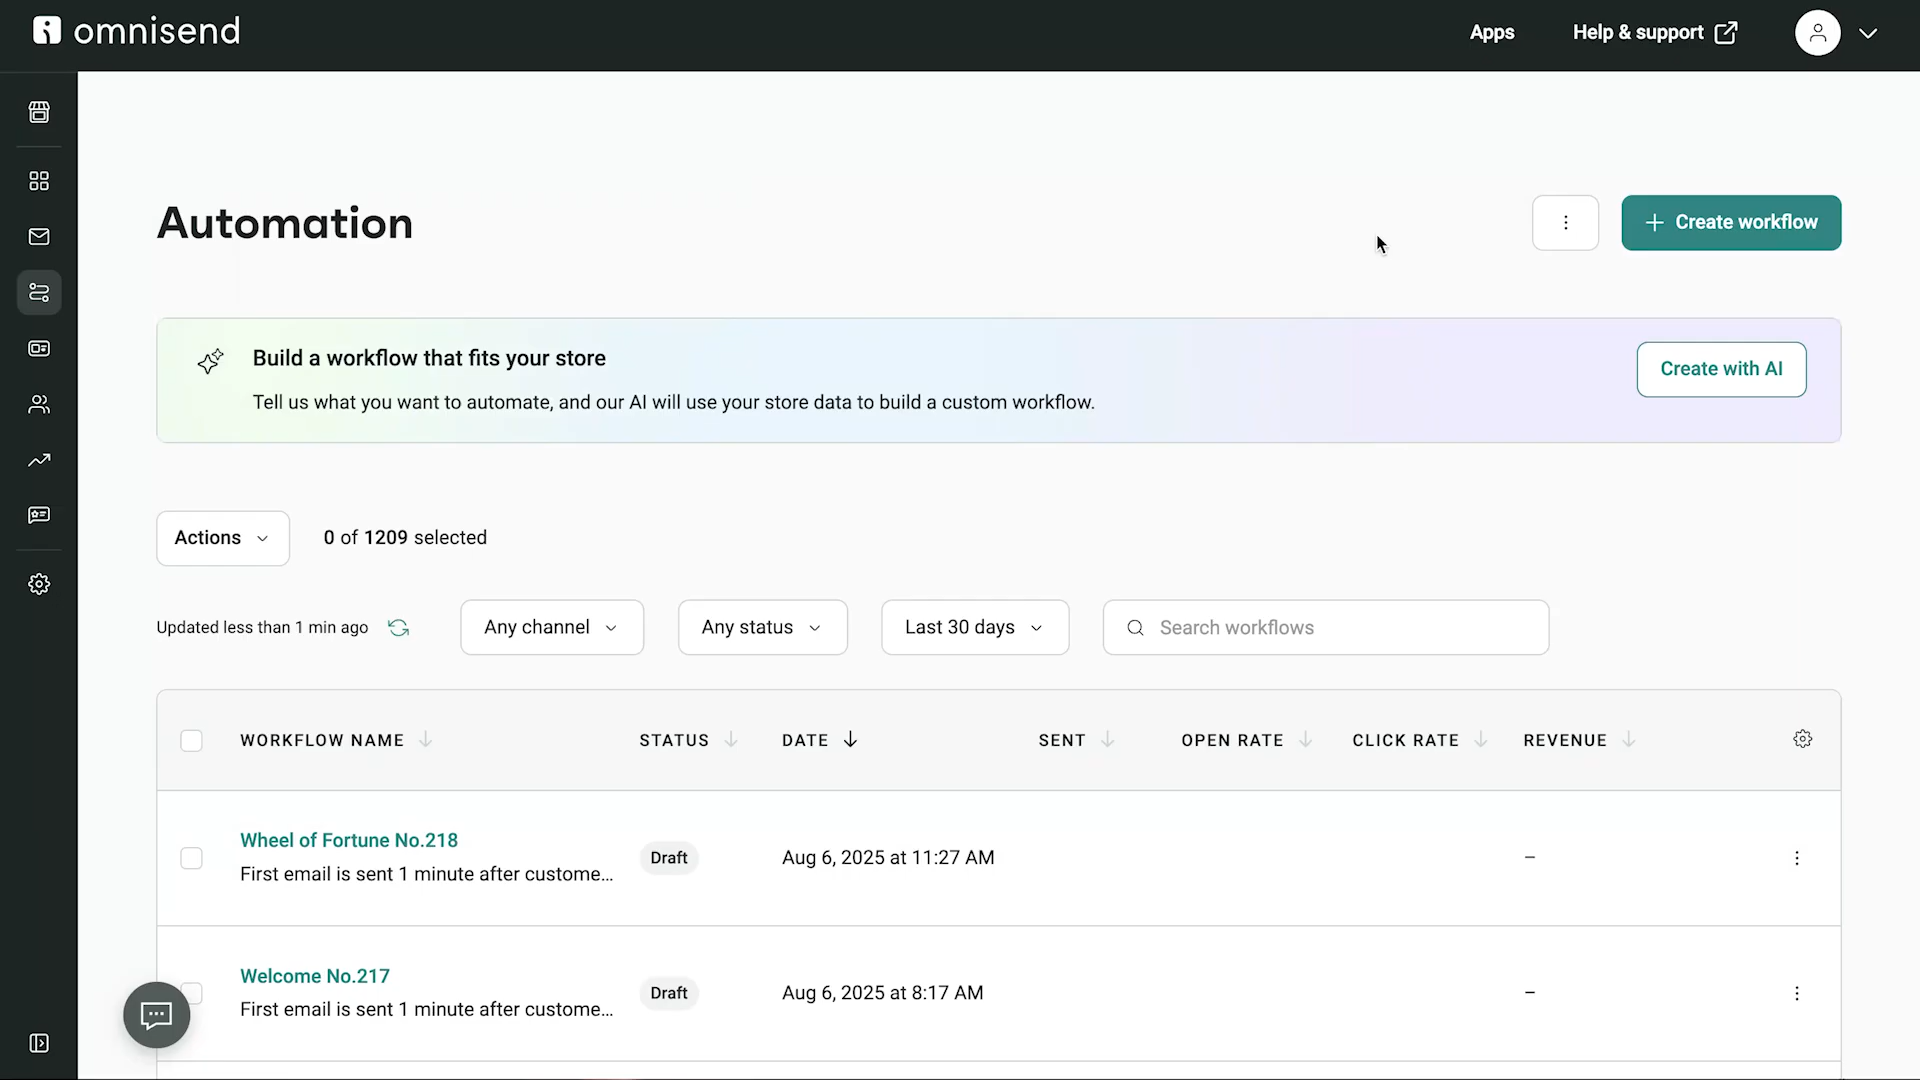 omnisend
Apps
Help & support
Automation
Create workflow
Build a workflow that fits your store
Tell us what you want to automate, and our AI will use your store data to build a custom workflow.
Create with AI
Actions
0 of 1209 selected
Updated less than 1 min ago
Any channel
Any status
Last 30 days
Search workflows
WORKFLOW NAME
STATUS
DATE
SENT
OPEN RATE
CLICK RATE
REVENUE
Wheel of Fortune No.218
First email is sent 1 minute after custome...
Draft
Aug 6, 2025 at 11:27 AM
–
Welcome No.217
First email is sent 1 minute after custome...
Draft
Aug 6, 2025 at 8:17 AM
–